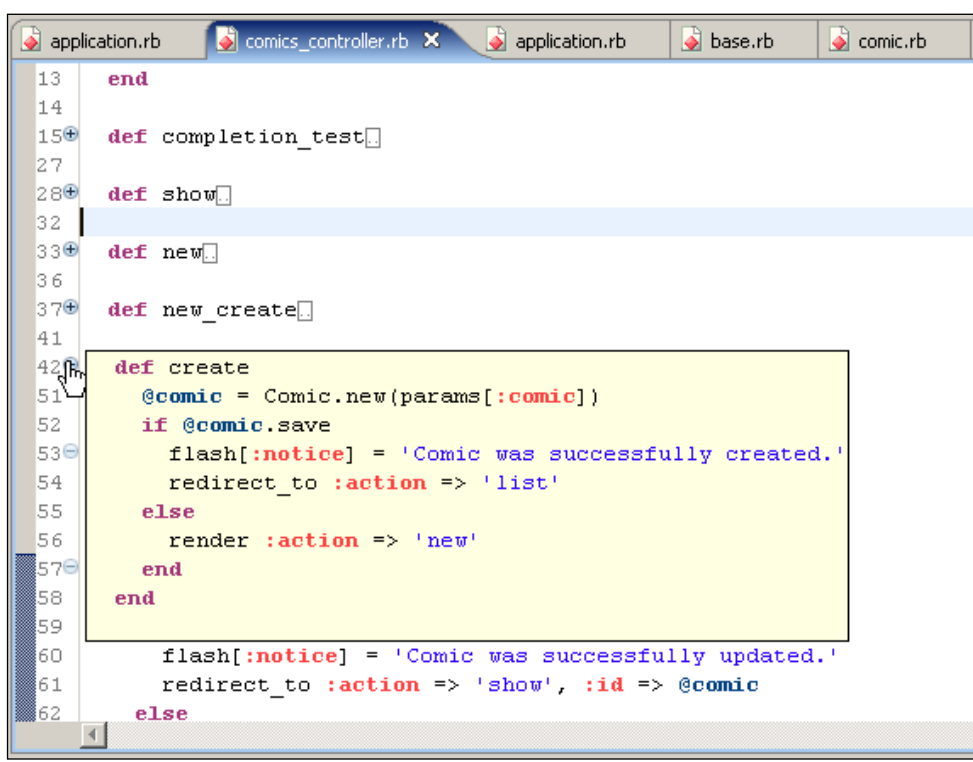 application.rb comics_controller.rb application.rb base.rb comic.rb
13 end
14
15 def completion_test..
27
28 def show..
32
33 def new..
36
37 def new_create..
41
42 def create
51 @comic = Comic.new(params[:comic])
52 if @comic.save
53 flash[:notice] = 'Comic was successfully created.'
54 redirect_to :action => 'list'
55 else
56 render :action => 'new'
57 end
58 end
59
60 flash[:notice] = 'Comic was successfully updated.'
61 redirect_to :action => 'show', :id => @comic
62 else